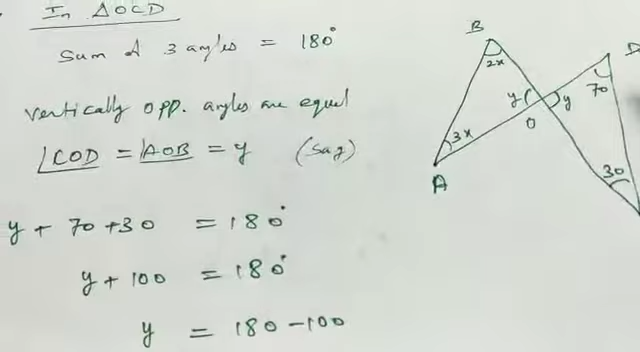 In △OCD
Sum of 3 angles = 180°
vertically opp. angles are equal
∠COD = ∠AOB = y (say)
y + 70 + 30 = 180°
y + 100 = 180°
y = 180 - 100
B
2x
D
70
y
y
O
3x
A
30